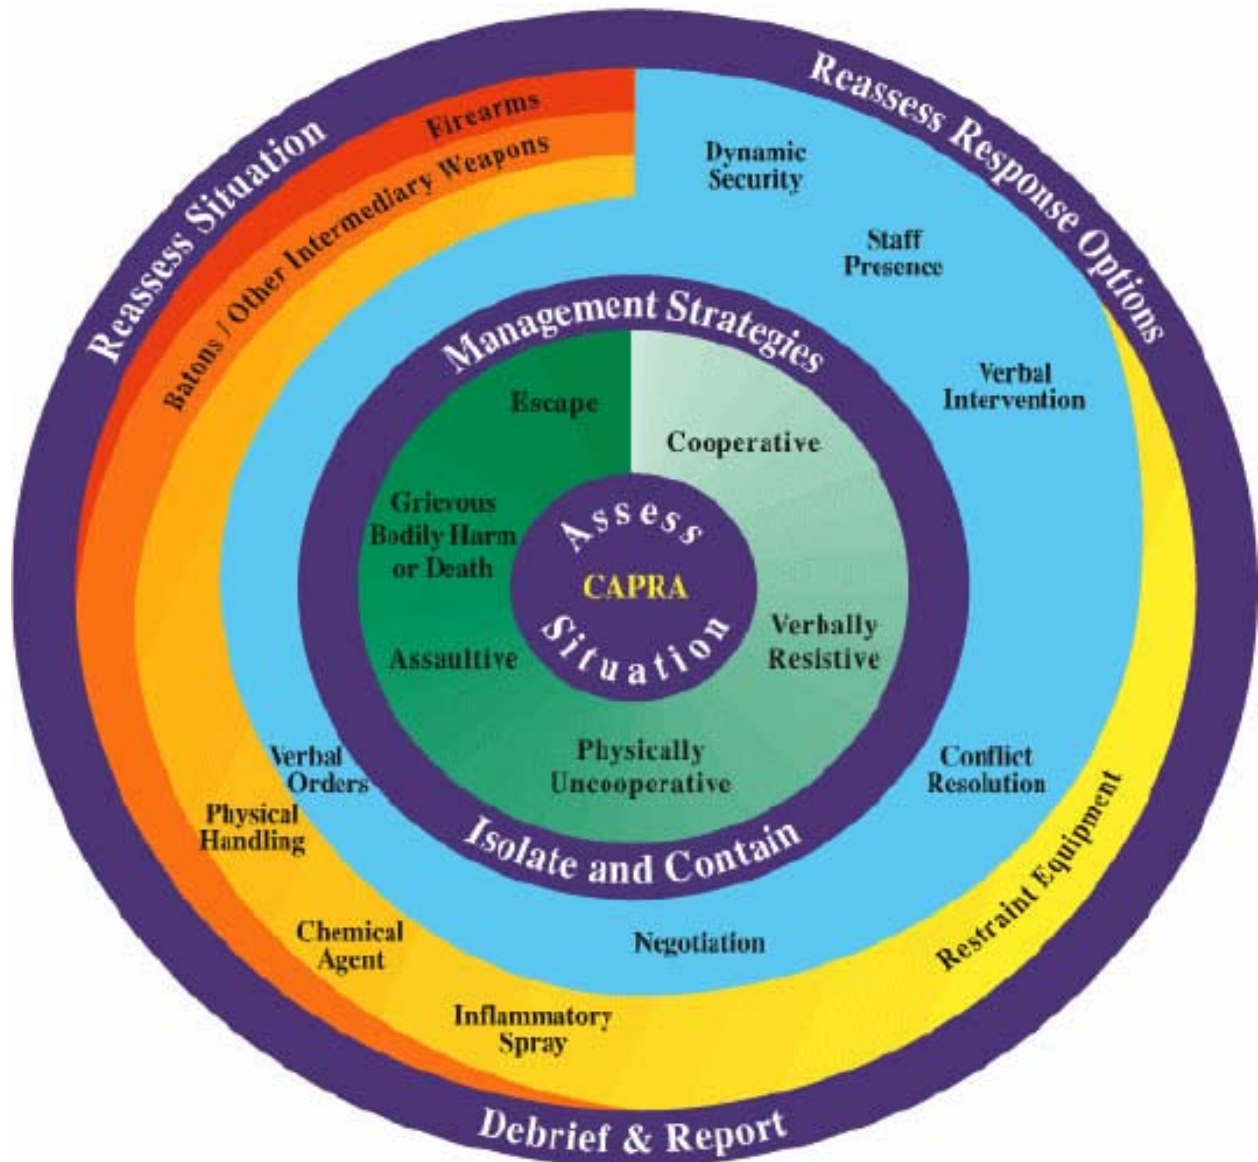 Reassess Situation
Reassess Response Options
Firearms
Batons / Other Intermediary Weapons
Dynamic
Security
Staff
Presence
Verbal
Intervention
Management Strategies
Escape
Cooperative
Grievous
Bodily Harm
or Death
Assess
CAPRA
Situation
Verbally
Resistive
Assaultive
Physically
Uncooperative
Verbal
Orders
Conflict
Resolution
Physical
Handling
Isolate and Contain
Restraint Equipment
Chemical
Agent
Negotiation
Inflammatory
Spray
Debrief & Report